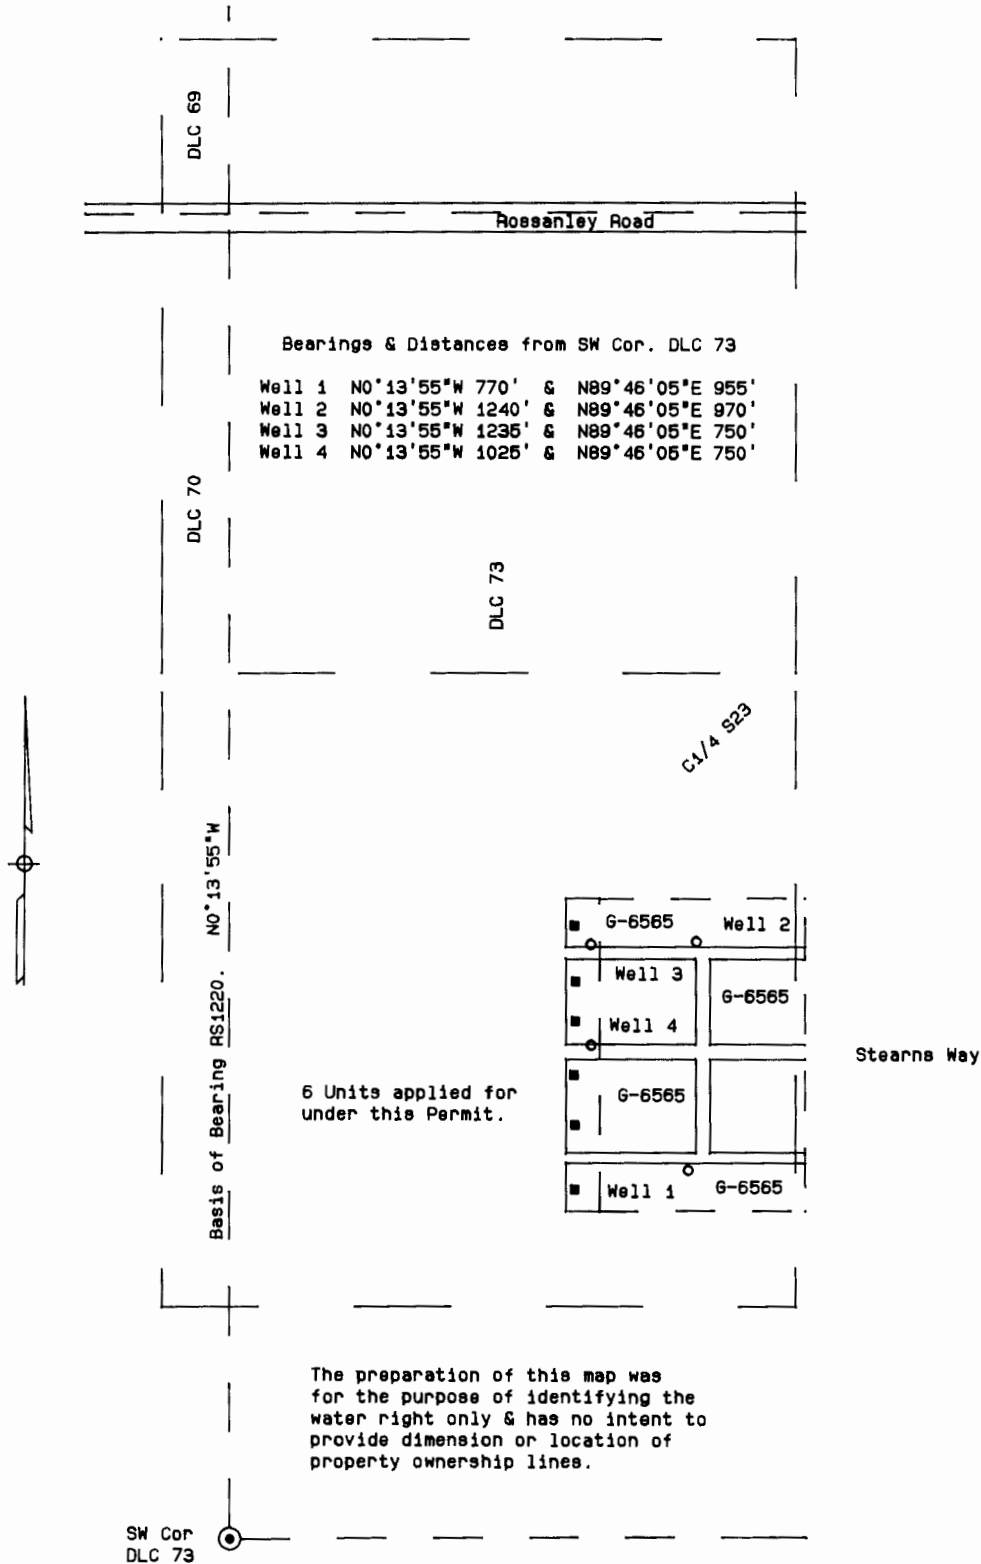 DLC 69
Rossanley Road
Bearings & Distances from SW Cor. DLC 73
Well 1 N0°13'55"W 770' & N89°46'05"E 955'
Well 2 N0°13'55"W 1240' & N89°46'05"E 970'
Well 3 N0°13'55"W 1235' & N89°46'05"E 750'
Well 4 N0°13'55"W 1025' & N89°46'05"E 750'
DLC 70
DLC 73
C1/4 S23
Basis of Bearing RS1220. N0°13'55"W
G-6565 Well 2
Well 3
G-6565
Well 4
Stearns Way
6 Units applied for
under this Permit.
G-6565
Well 1 G-6565
The preparation of this map was
for the purpose of identifying the
water right only & has no intent to
provide dimension or location of
property ownership lines.
SW Cor
DLC 73